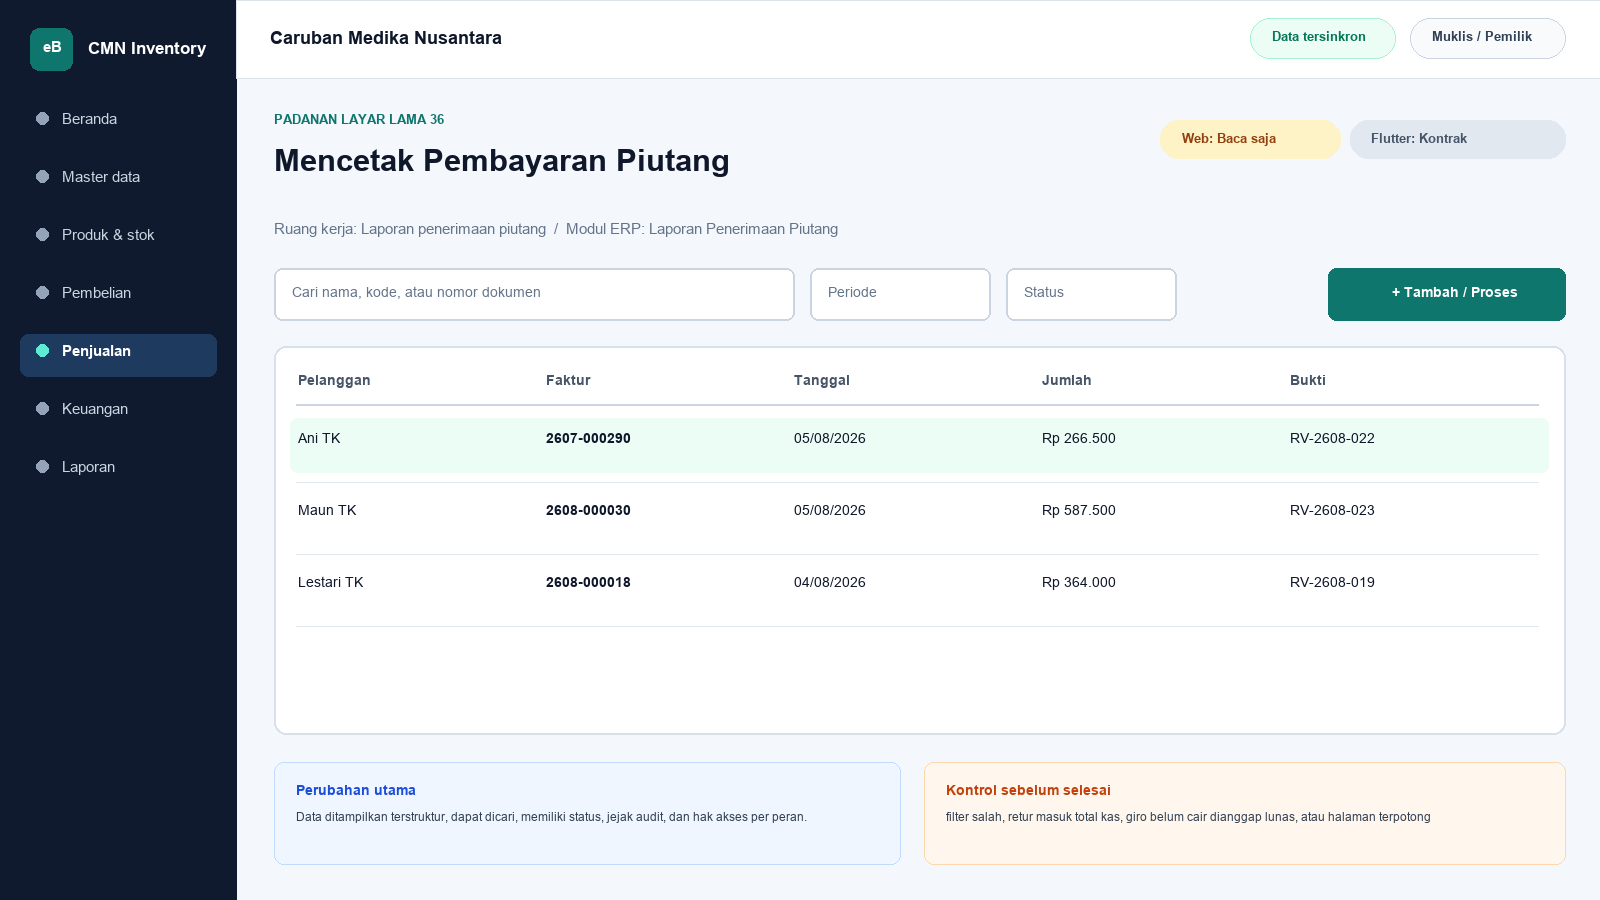 eB
CMN Inventory
Beranda
Master data
Produk & stok
Pembelian
Penjualan
Keuangan
Laporan
Caruban Medika Nusantara
Data tersinkron
Muklis / Pemilik
PADANAN LAYAR LAMA 36
Mencetak Pembayaran Piutang
Web: Baca saja
Flutter: Kontrak
Ruang kerja: Laporan penerimaan piutang / Modul ERP: Laporan Penerimaan Piutang
Cari nama, kode, atau nomor dokumen
Periode
Status
+ Tambah / Proses
Pelanggan Faktur Tanggal Jumlah Bukti
Ani TK 2607-000290 05/08/2026 Rp 266.500 RV-2608-022
Maun TK 2608-000030 05/08/2026 Rp 587.500 RV-2608-023
Lestari TK 2608-000018 04/08/2026 Rp 364.000 RV-2608-019
Perubahan utama
Data ditampilkan terstruktur, dapat dicari, memiliki status, jejak audit, dan hak akses per peran.
Kontrol sebelum selesai
filter salah, retur masuk total kas, giro belum cair dianggap lunas, atau halaman terpotong